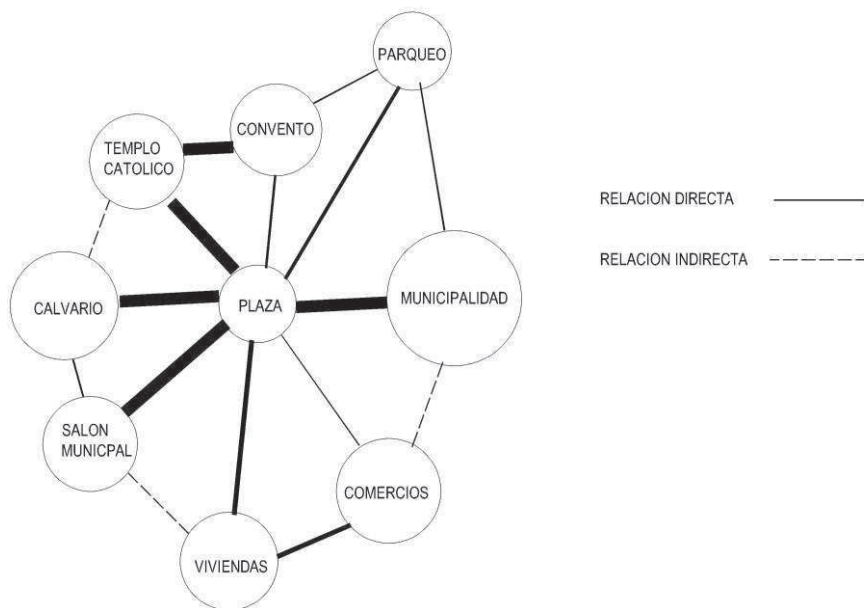 PARQUEO
CONVENTO
TEMPLO
CATOLICO
RELACION DIRECTA
RELACION INDIRECTA
CALVARIO
PLAZA
MUNICIPALIDAD
SALON
MUNICPAL
COMERCIOS
VIVIENDAS